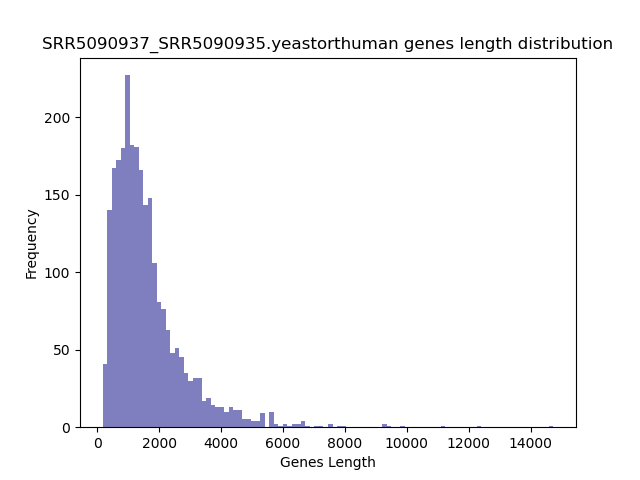 SRR5090937_SRR5090935.yeastorthuman genes length distribution
200
150
100
50
0
Frequency
0 2000 4000 6000 8000 10000 12000 14000
Genes Length